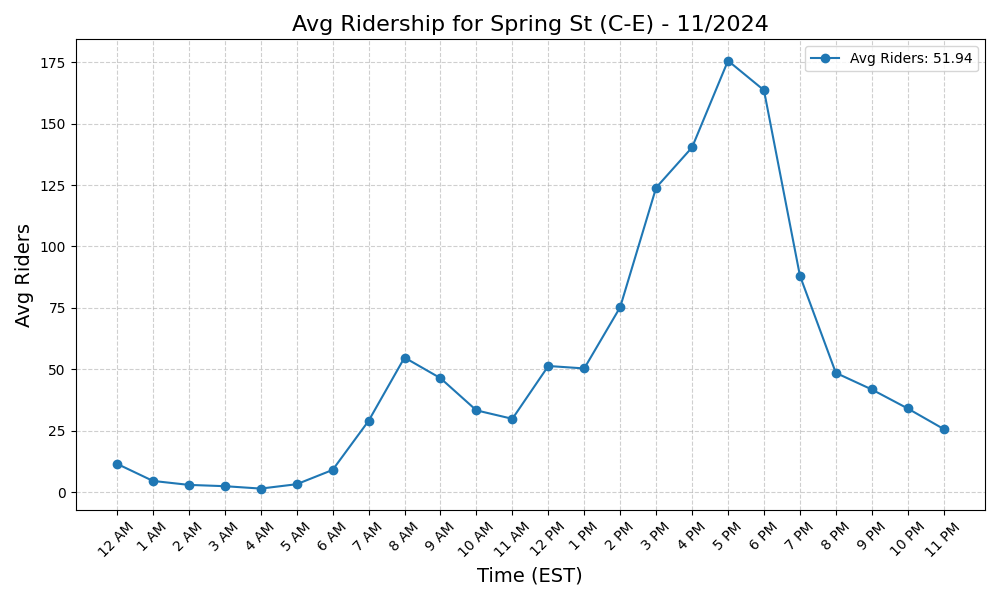 Avg Ridership for Spring St (C-E) - 11/2024
Avg Riders: 51.94
Avg Riders
175
150
125
100
75
50
25
0
12 AM
1 AM
2 AM
3 AM
4 AM
5 AM
6 AM
7 AM
8 AM
9 AM
10 AM
11 AM
12 PM
1 PM
2 PM
3 PM
4 PM
5 PM
6 PM
7 PM
8 PM
9 PM
10 PM
11 PM
Time (EST)